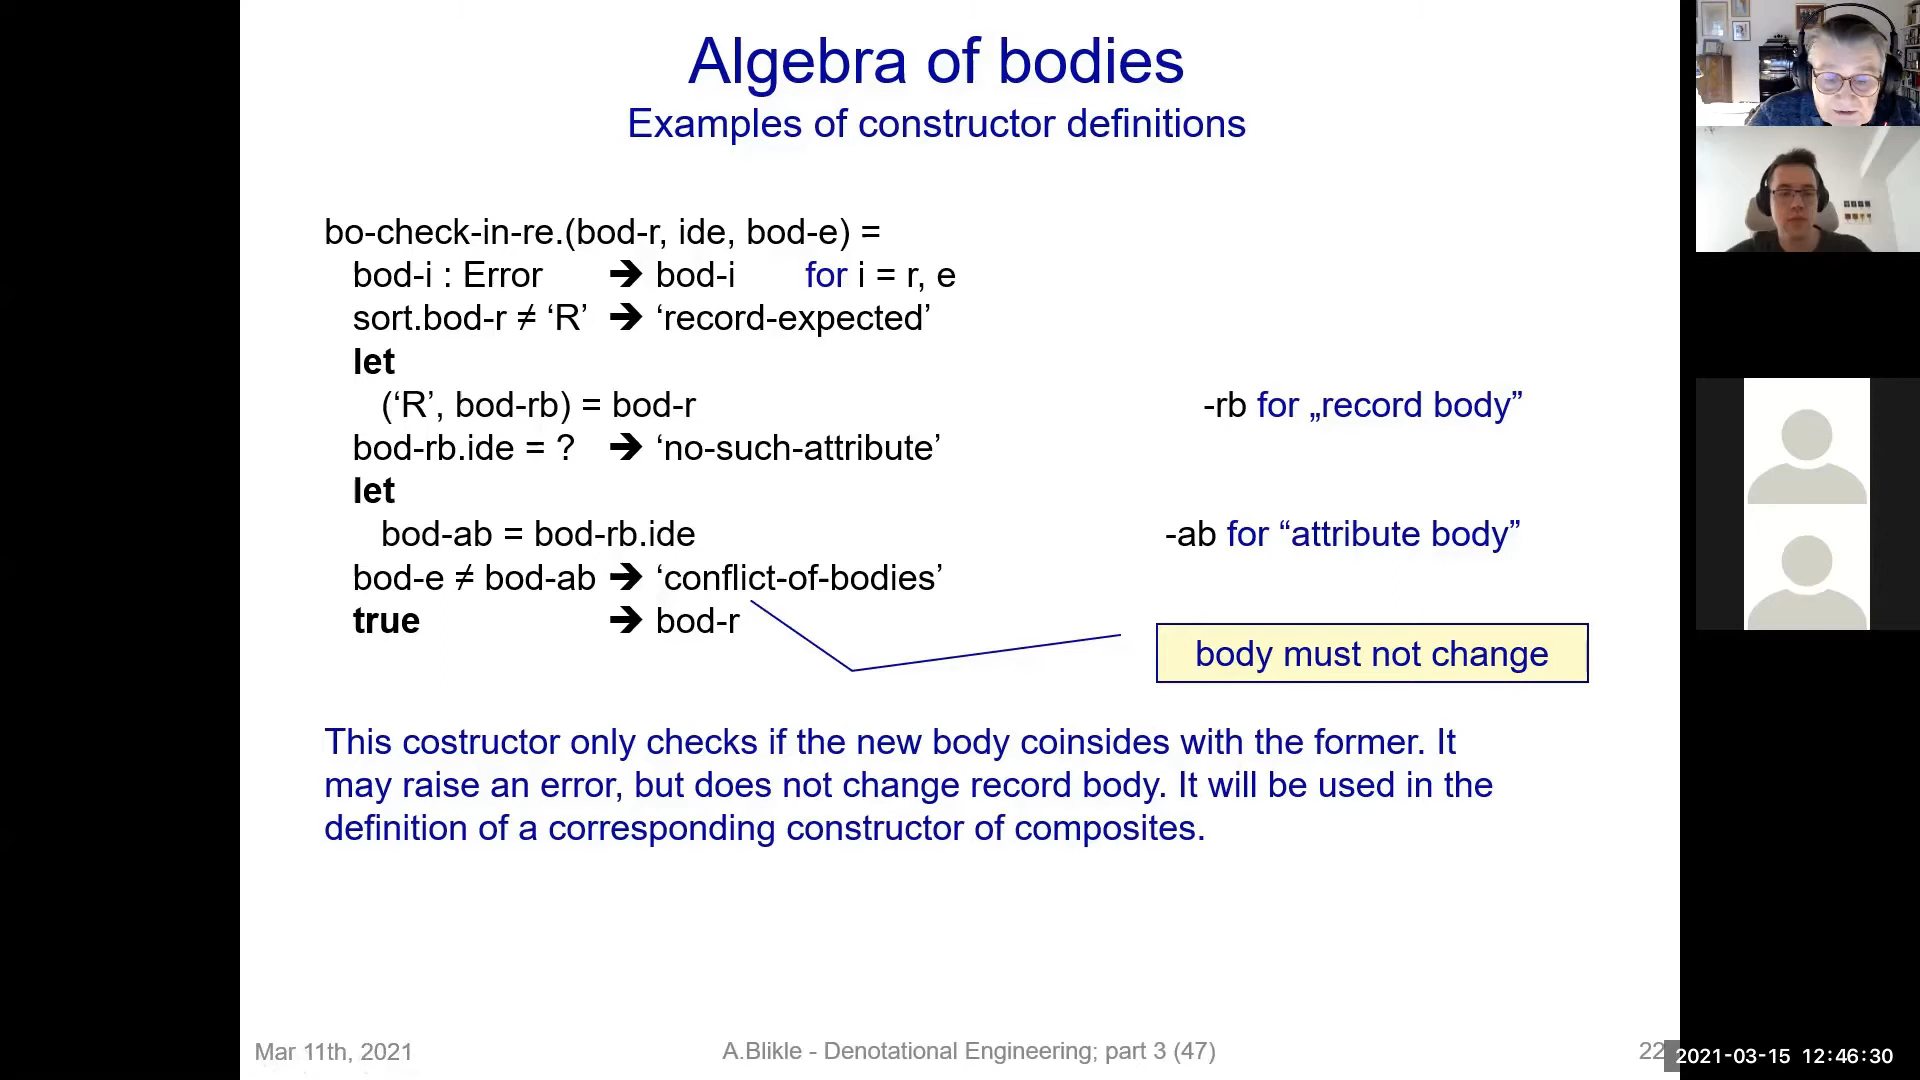 Algebra of bodies
Examples of constructor definitions
bo-check-in-re.(bod-r, ide, bod-e) =
bod-i : Error ➔ bod-i for i = r, e
sort.bod-r ≠ ‘R’ ➔ ‘record-expected’
let
(‘R’, bod-rb) = bod-r -rb for „record body”
bod-rb.ide = ? ➔ ‘no-such-attribute’
let
bod-ab = bod-rb.ide -ab for “attribute body”
bod-e ≠ bod-ab ➔ ‘conflict-of-bodies’
true ➔ bod-r
body must not change
This costructor only checks if the new body coinsides with the former. It
may raise an error, but does not change record body. It will be used in the
definition of a corresponding constructor of composites.
Mar 11th, 2021 A.Blikle - Denotational Engineering; part 3 (47) 22
2021-03-15 12:46:30